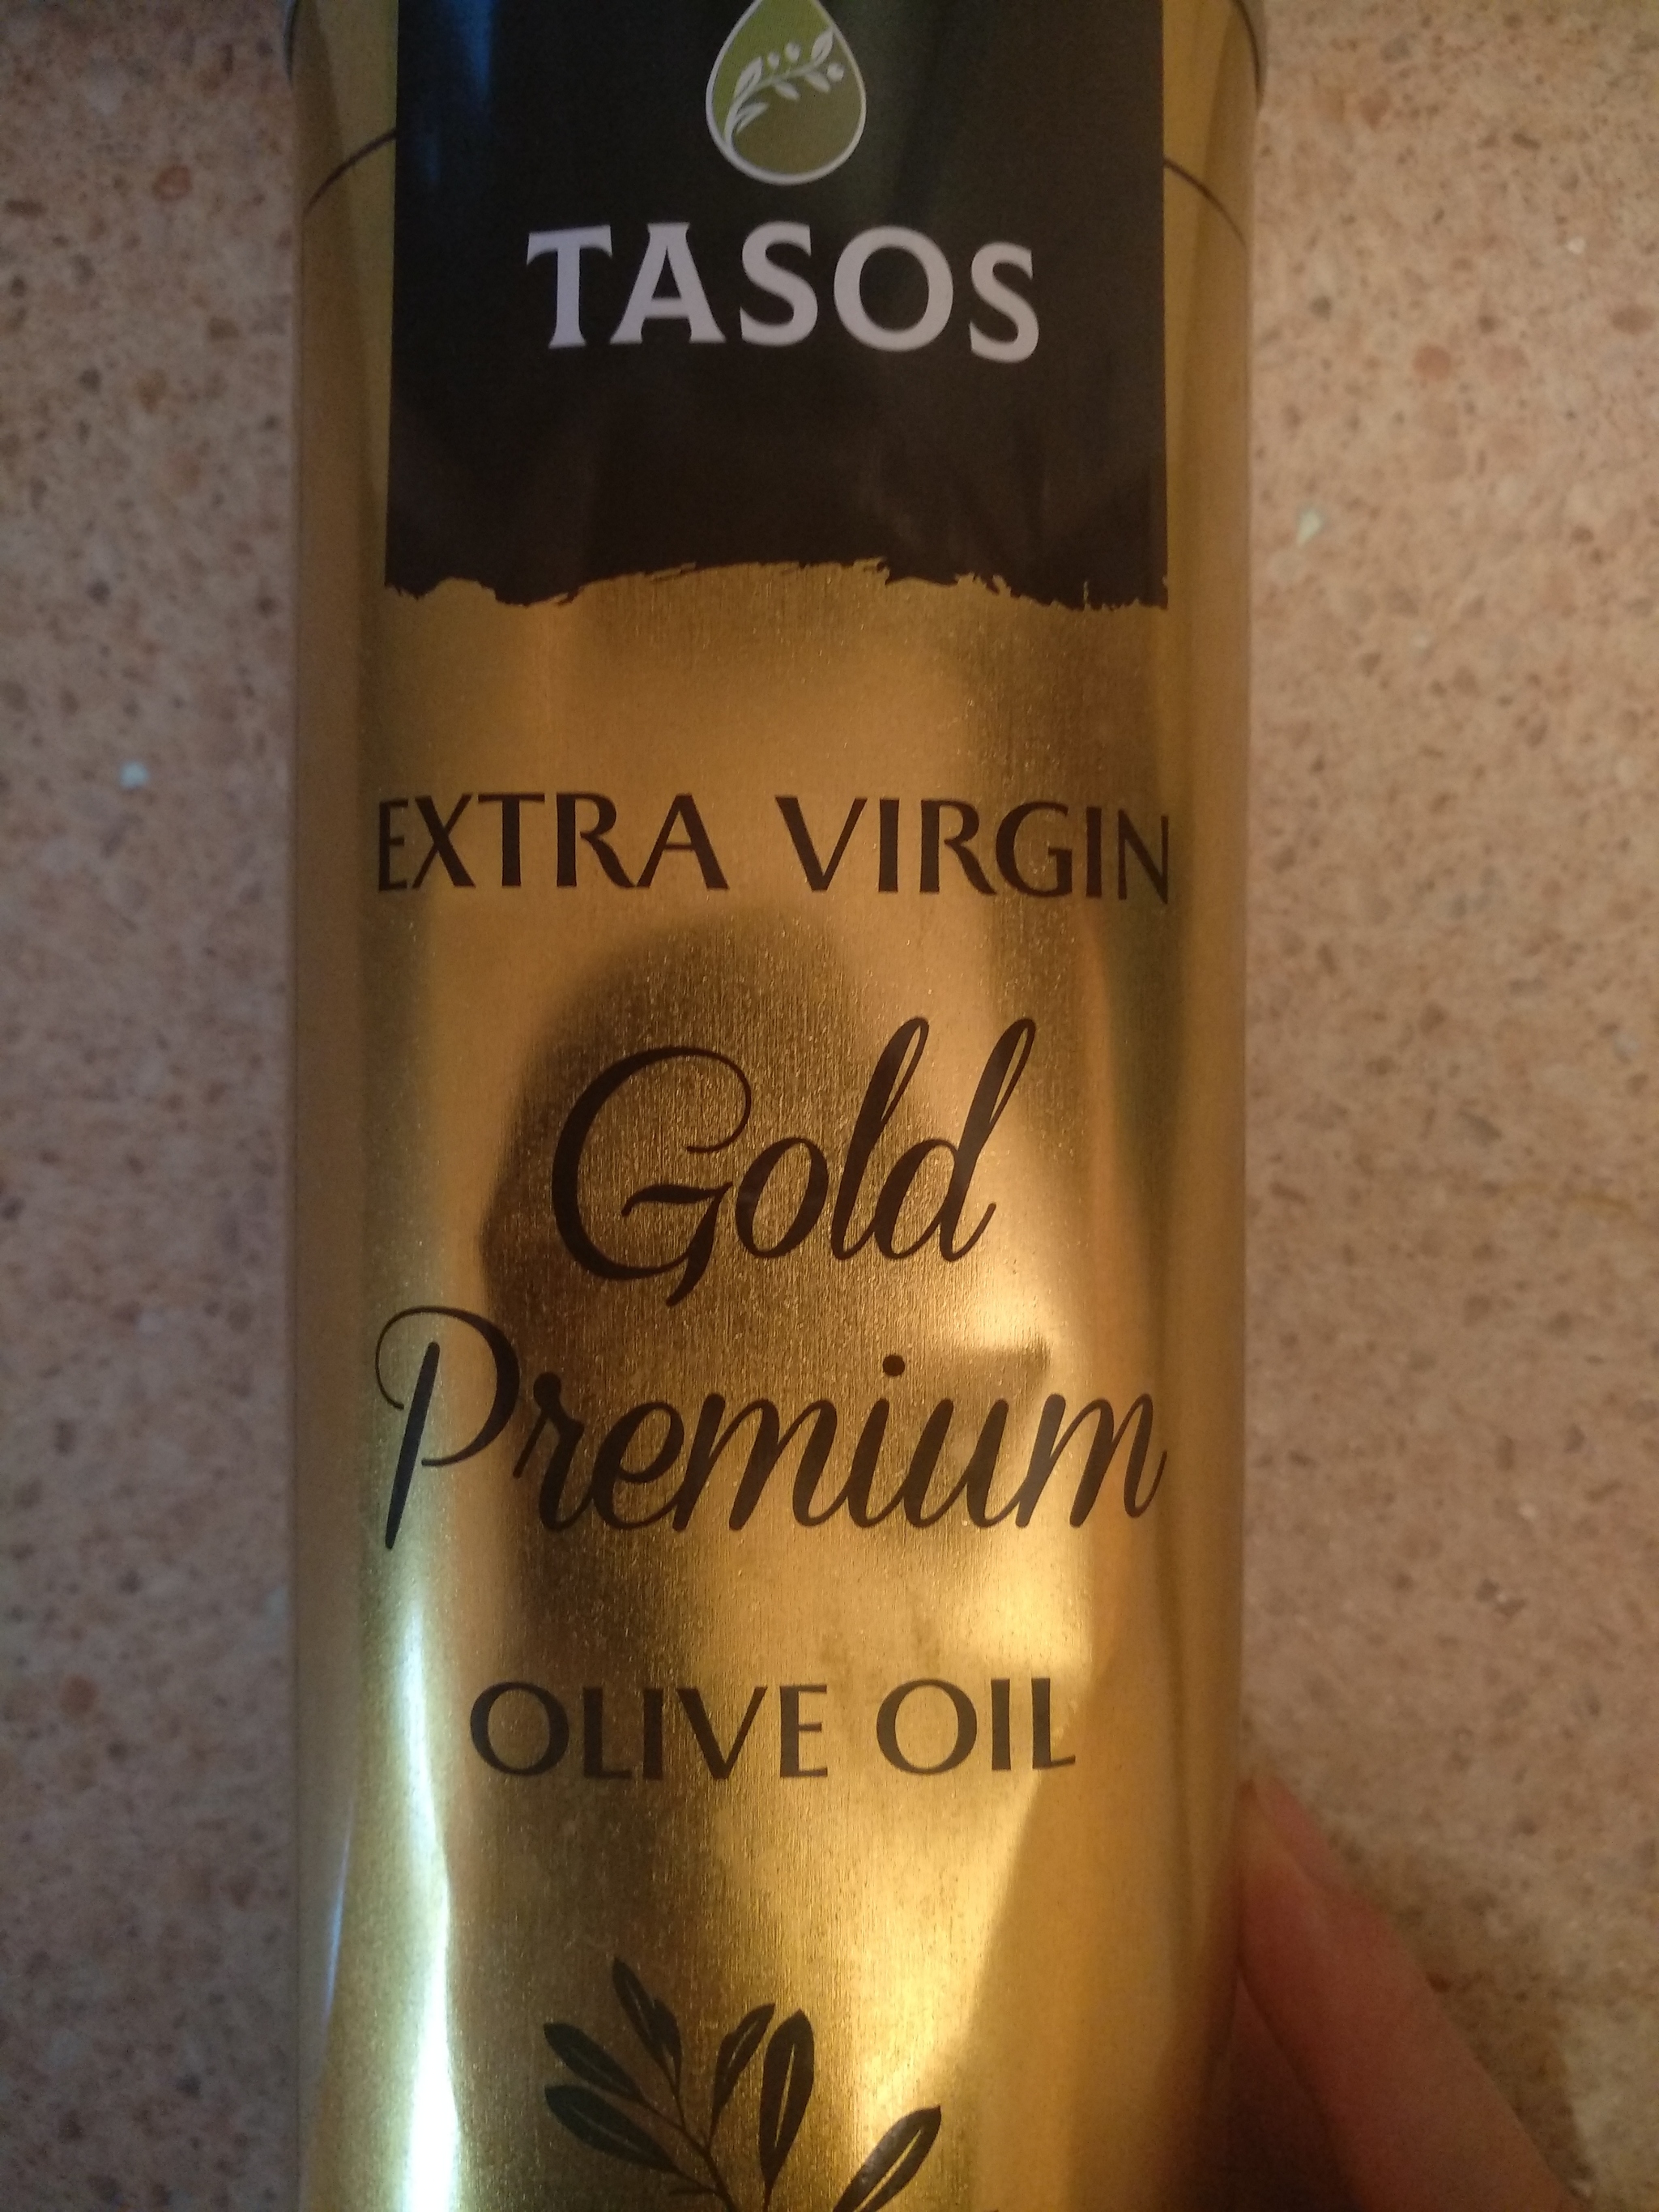 TASOS
EXTRA VIRGIN
Gold
Premium
OLIVE OIL